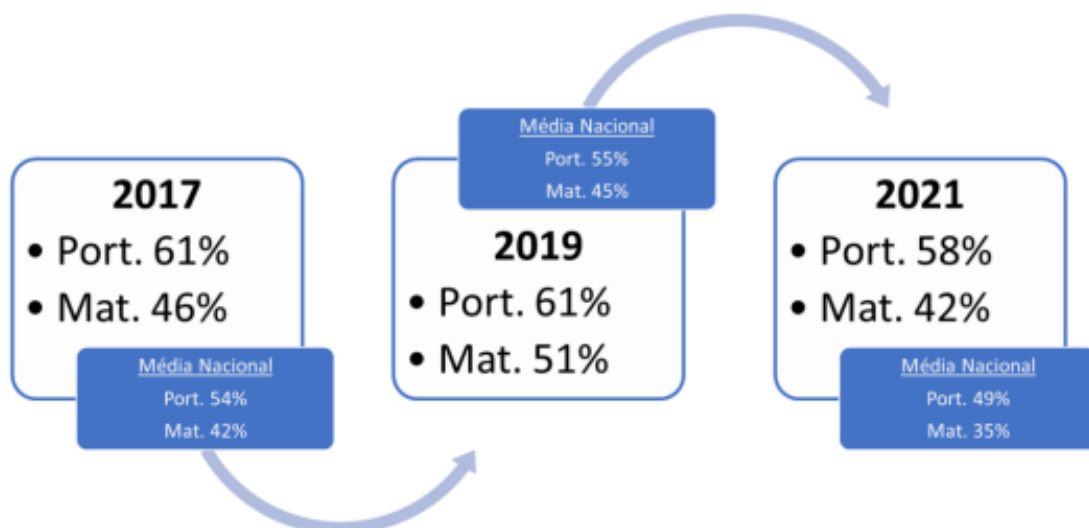 2017
• Port. 61%
• Mat. 46%
Média Nacional
Port. 54%
Mat. 42%
Média Nacional
Port. 55%
Mat. 45%
2019
• Port. 61%
• Mat. 51%
2021
• Port. 58%
• Mat. 42%
Média Nacional
Port. 49%
Mat. 35%